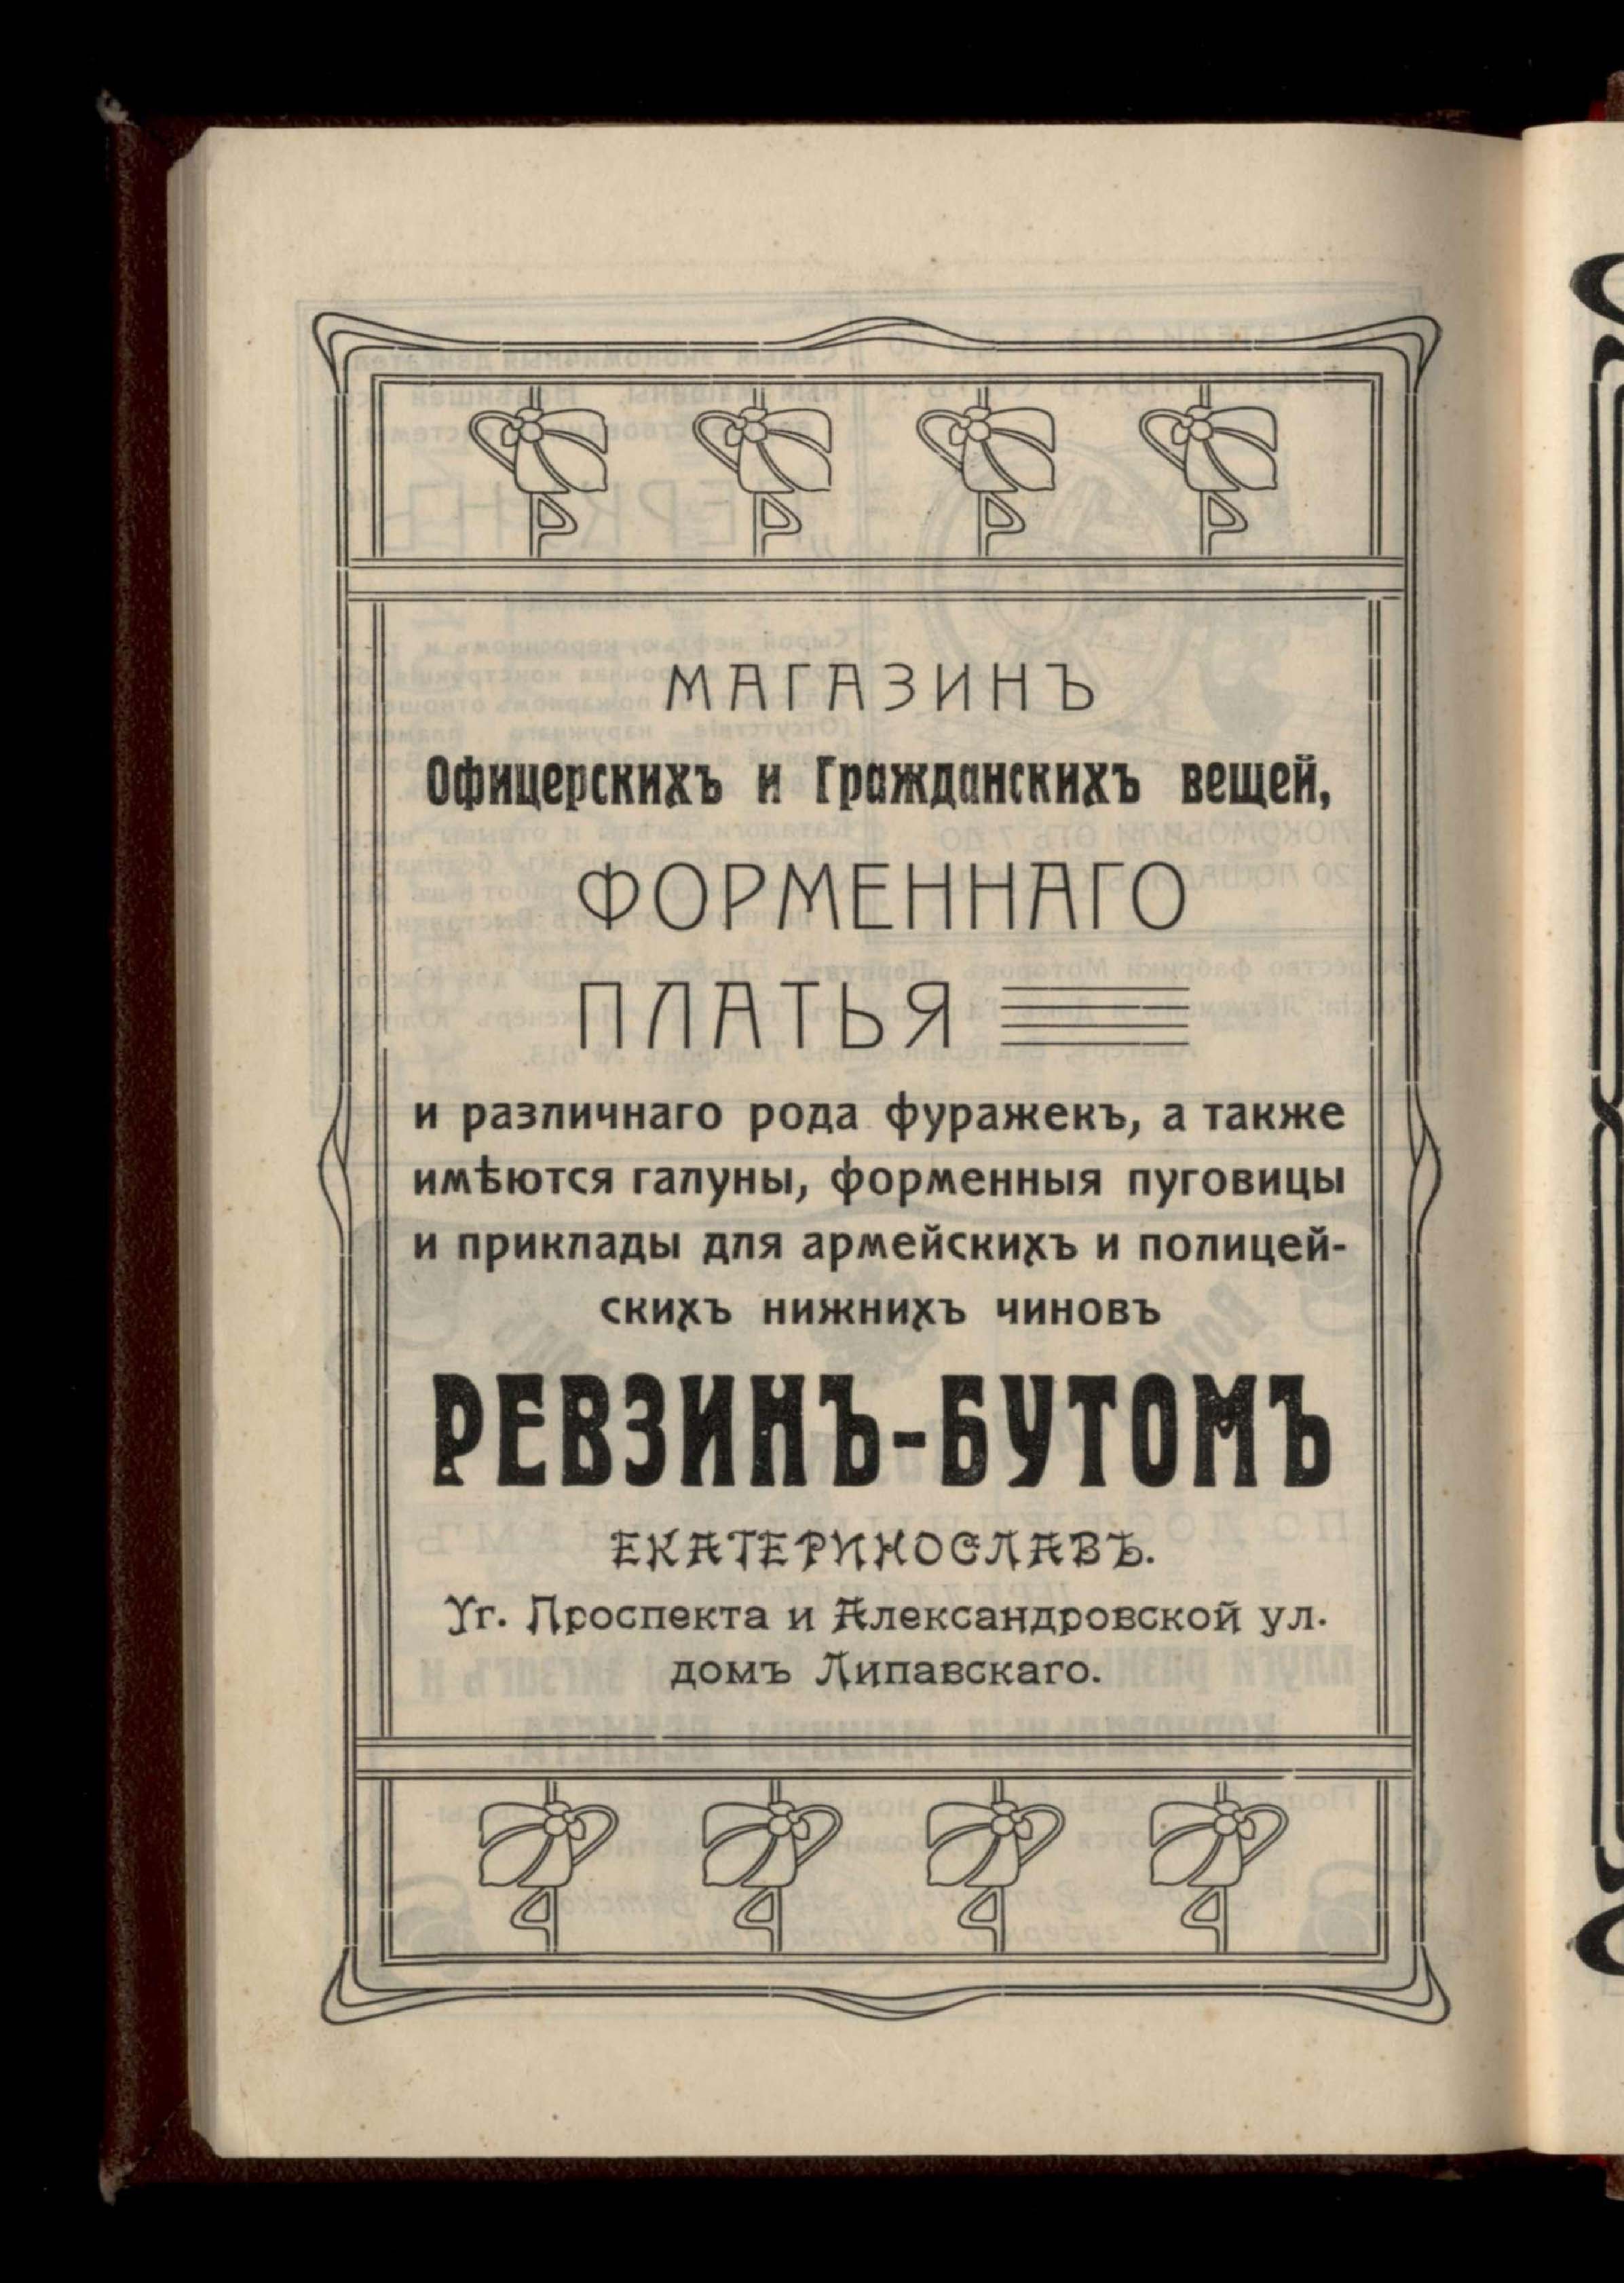 МАГАЗИНЪ
Офицерскихъ и Гражданскихъ вещей,
ФОРМЕННАГО
ПЛАТЬЯ
и различнаго рода фуражекъ, а также
имѣются галуны, форменныя пуговицы
и приклады для армейскихъ и полицей-
скихъ нижнихъ чиновъ
РЕВЗИНЪ-БУТОМЪ
ЕКАТЕРИНОСЛАВЪ.
Уг. Проспекта и Александровской ул.
домъ Липавскаго.